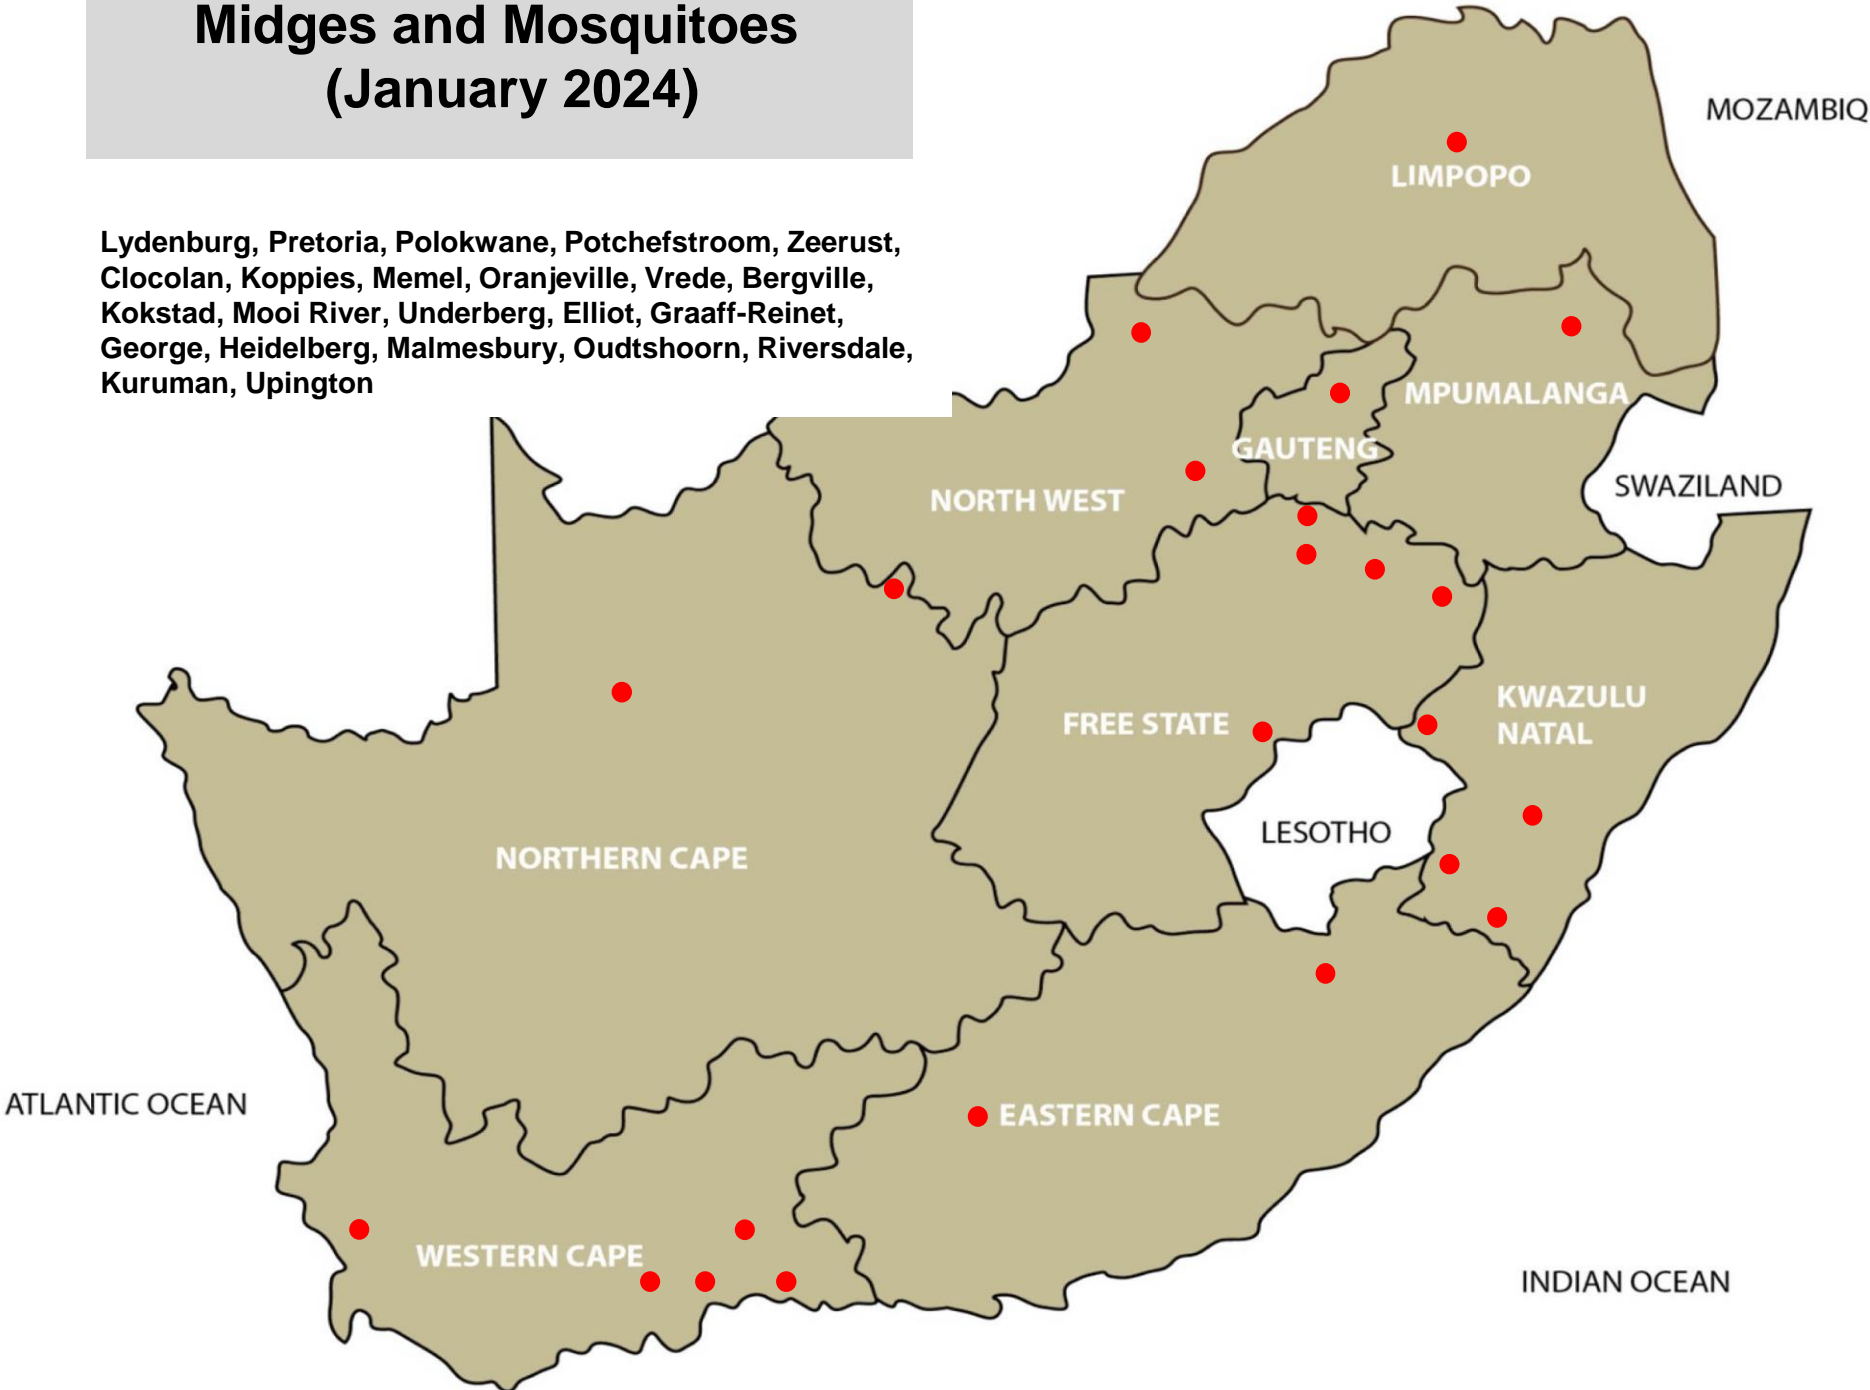 Midges and Mosquitoes
(January 2024)
Lydenburg, Pretoria, Polokwane, Potchefstroom, Zeerust,
Clocolan, Koppies, Memel, Oranjeville, Vrede, Bergville,
Kokstad, Mooi River, Underberg, Elliot, Graaff-Reinet,
George, Heidelberg, Malmesbury, Oudtshoorn, Riversdale,
Kuruman, Upington
MOZAMBIQ
LIMPOPO
MPUMALANGA
GAUTENG
SWAZILAND
NORTH WEST
KWAZULU
NATAL
FREE STATE
LESOTHO
NORTHERN CAPE
ATLANTIC OCEAN
EASTERN CAPE
WESTERN CAPE
INDIAN OCEAN